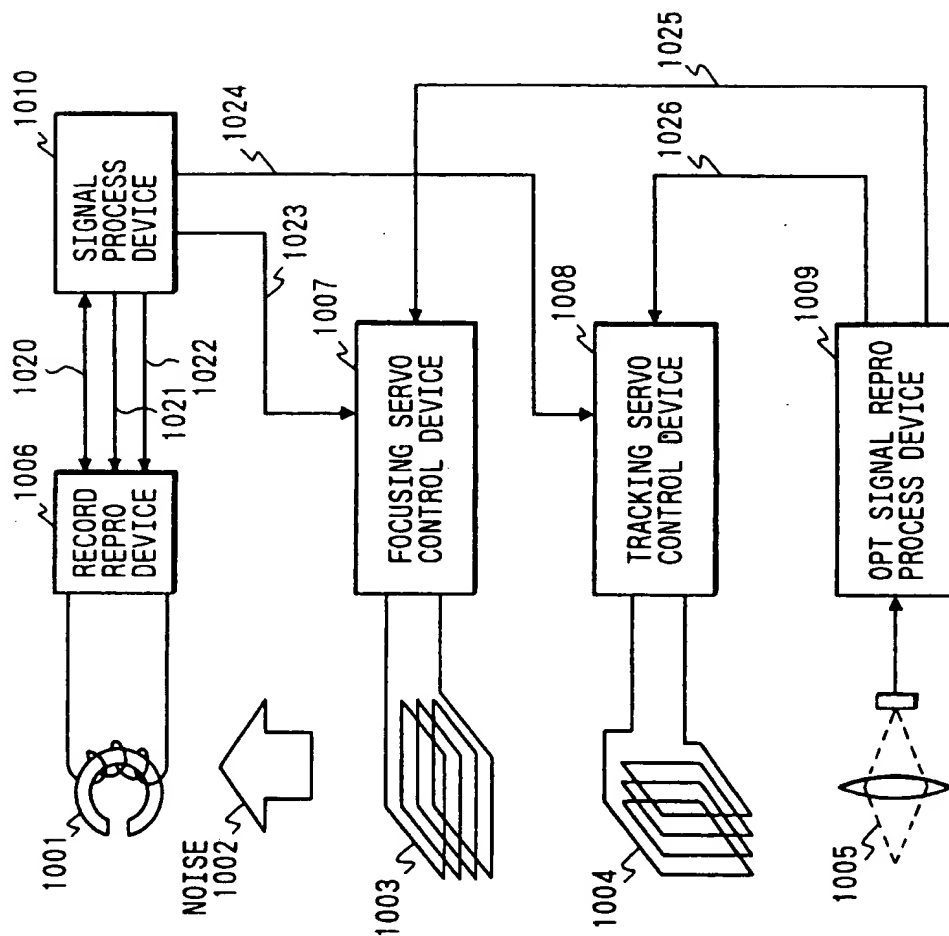 1001
1006
RECORD
REPRO
DEVICE
1020
1021
1022
1010
SIGNAL
PROCESS
DEVICE
NOISE
1002
1023
1024
1003
1007
FOCUSING SERVO
CONTROL DEVICE
1025
1004
1008
TRACKING SERVO
CONTROL DEVICE
1026
1005
1009
OPT SIGNAL REPRO
PROCESS DEVICE